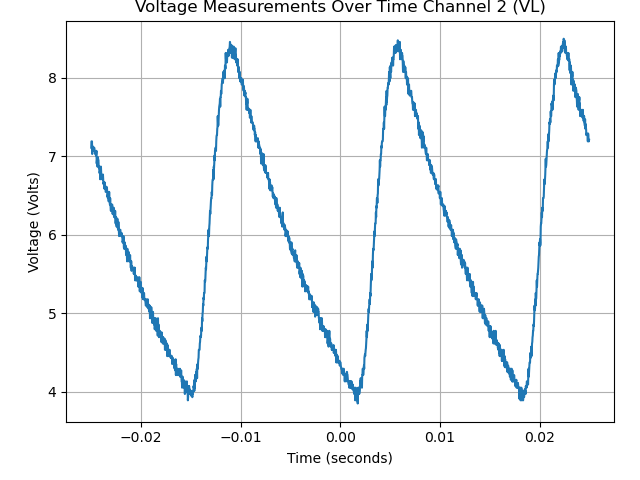 Voltage Measurements Over Time Channel 2 (VL)
8
7
6
5
4
Voltage (Volts)
−0.02 −0.01 0.00 0.01 0.02
Time (seconds)